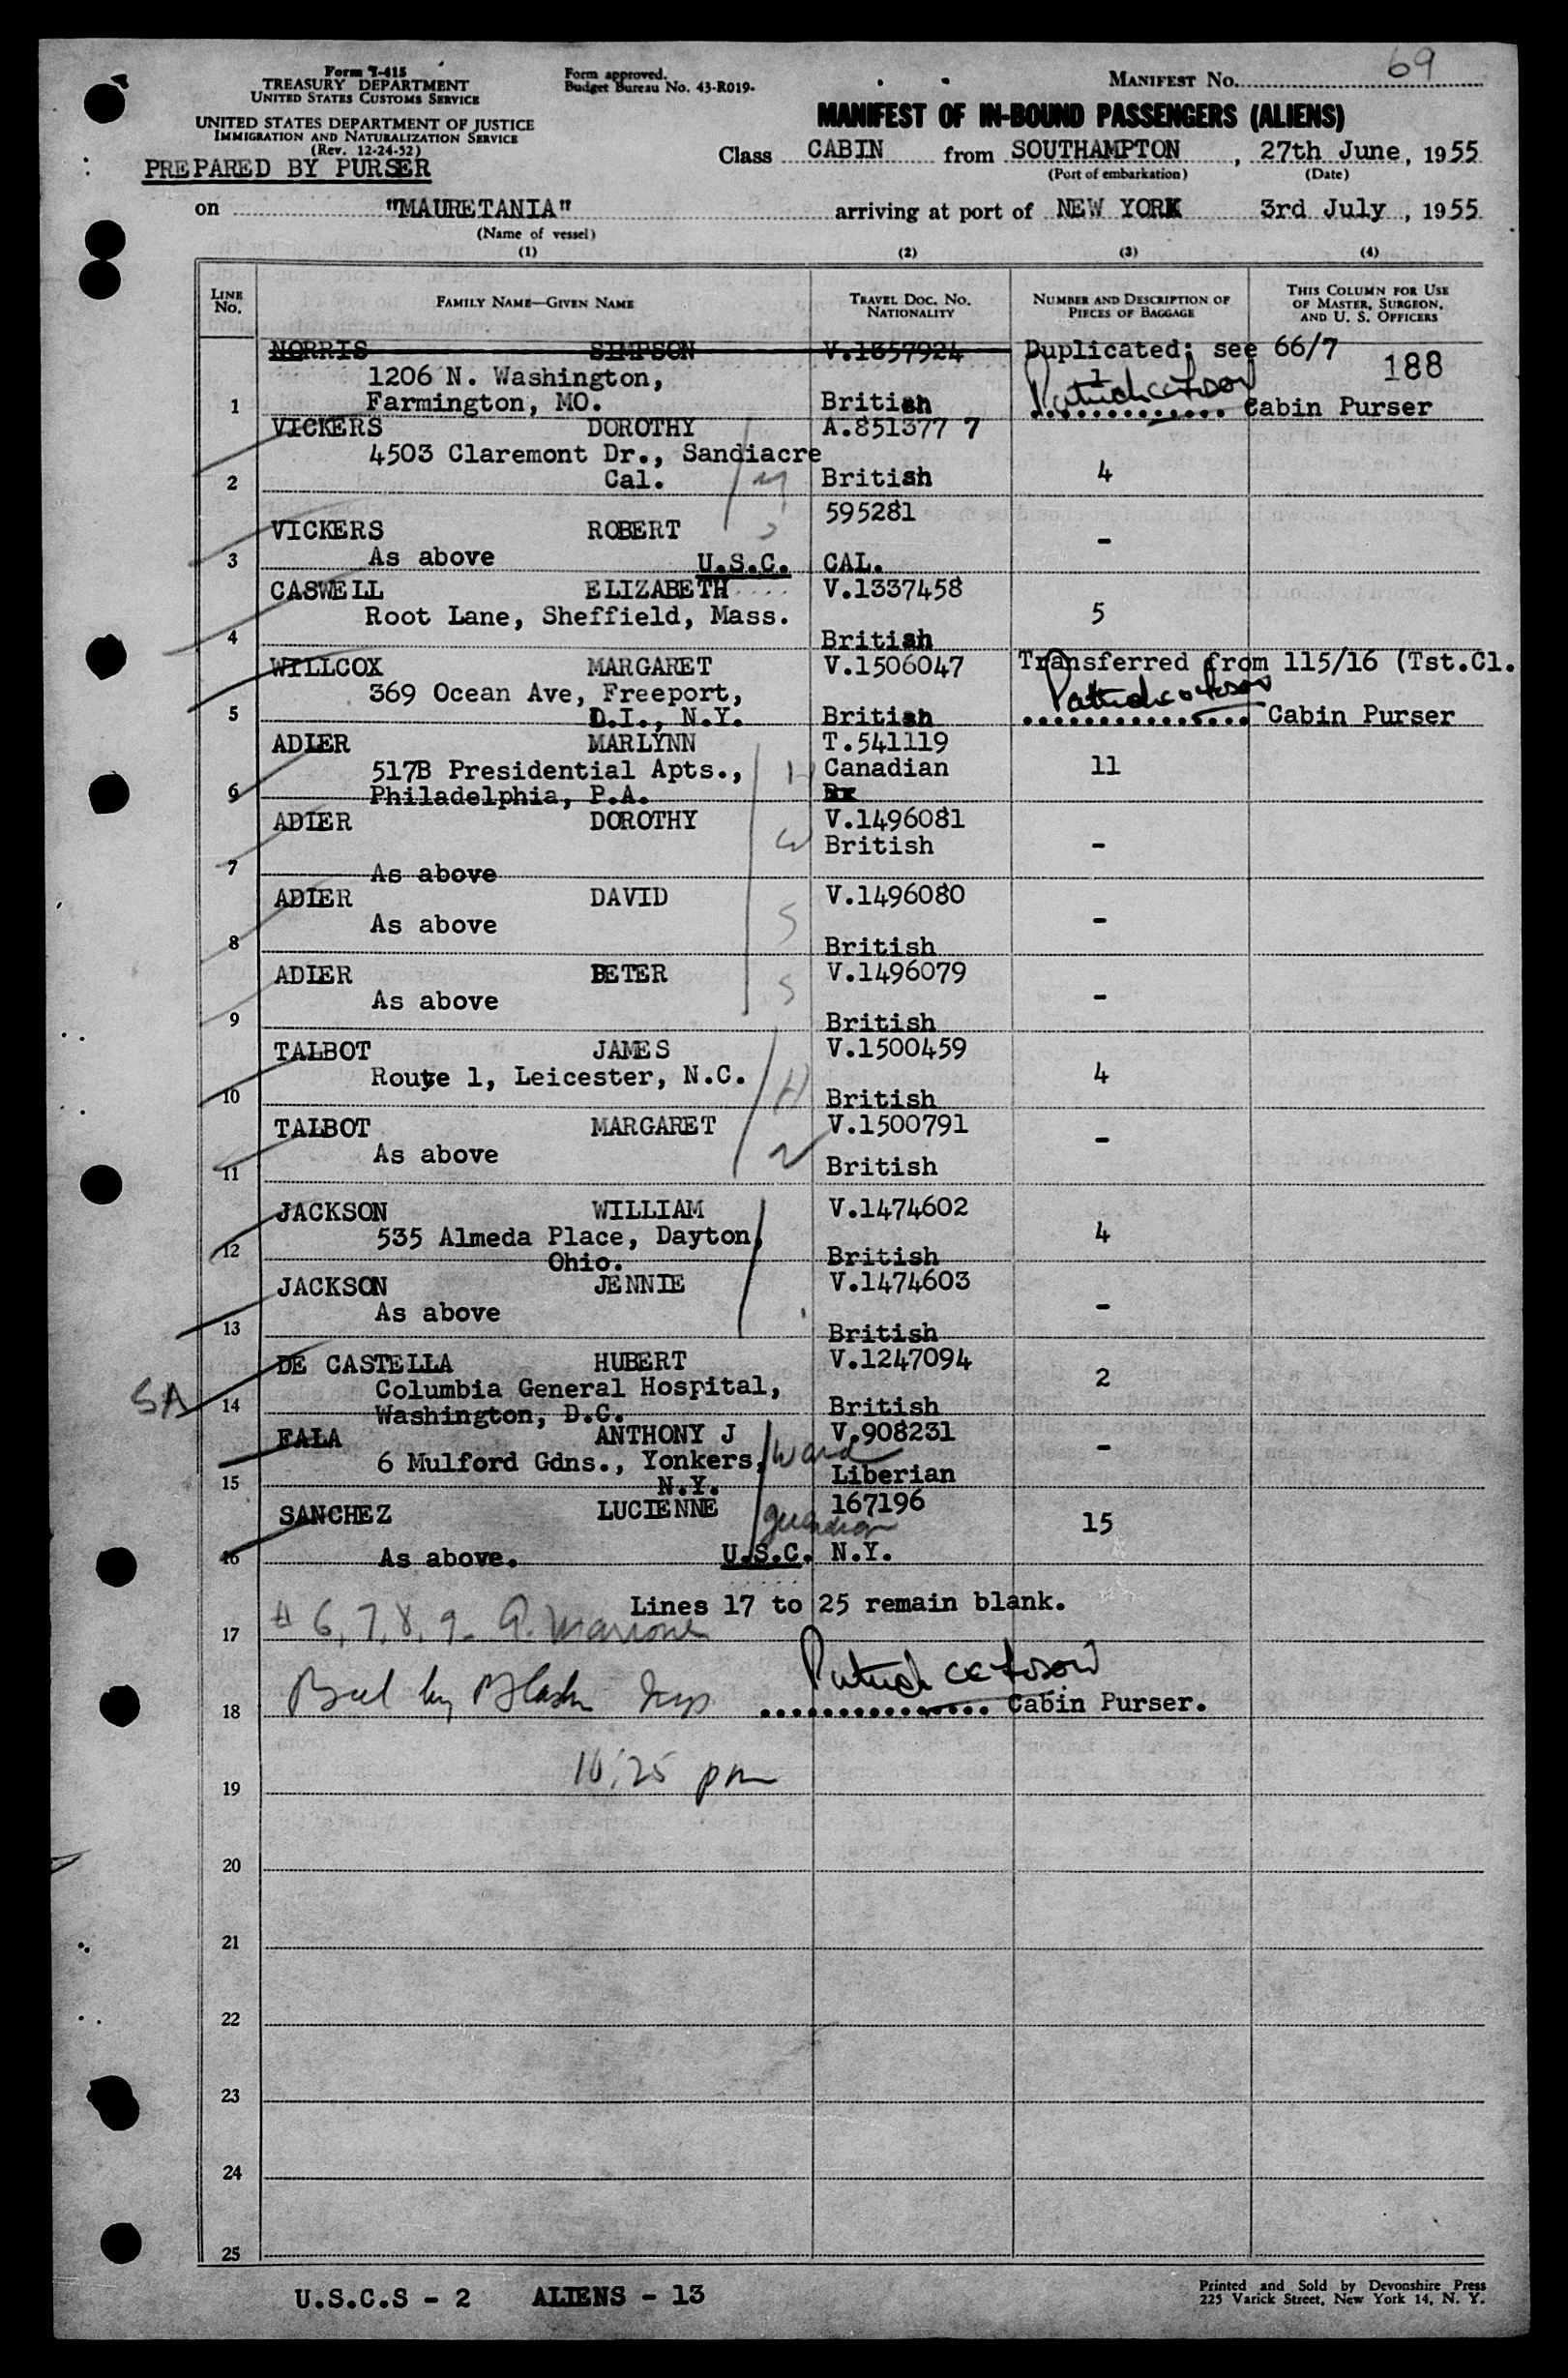 Form I-415
TREASURY DEPARTMENT
UNITED STATES CUSTOMS SERVICE
UNITED STATES DEPARTMENT OF JUSTICE
IMMIGRATION AND NATURALIZATION SERVICE
(Rev. 12-24-52)
PREPARED BY PURSER
Form approved.
Budget Bureau No. 43-R019-
MANIFEST No. 69
MANIFEST OF IN-BOUND PASSENGERS (ALIENS)
Class CABIN from SOUTHAMPTON, 27th June, 1955
(Port of embarkation) (Date)
on "MAURETANIA" arriving at port of NEW YORK 3rd July, 1955
(Name of vessel)
(1) (2) (3) (4)
LINE No. FAMILY NAME—GIVEN NAME TRAVEL DOC. No. NATIONALITY NUMBER AND DESCRIPTION OF PIECES OF BAGGAGE THIS COLUMN FOR USE OF MASTER, SURGEON, AND U. S. OFFICERS
NORRIS SIMPSON V.1357924 Duplicated; see 66/7
1206 N. Washington, 1 188
1 Farmington, MO. British Cabin Purser
VICKERS DOROTHY A.851377 7
4503 Claremont Dr., Sandiacre
2 Cal. British 4
595281
VICKERS ROBERT -
3 As above U.S.C. CAL.
CASWELL ELIZABETH V.1337458
Root Lane, Sheffield, Mass. 5
4 British
WILLCOX MARGARET V.1506047 Transferred from 115/16 (Tst.Cl.
369 Ocean Ave, Freeport,
5 D.I., N.Y. British Cabin Purser
ADLER MARLYNN T.541119
517B Presidential Apts., H Canadian 11
6 Philadelphia, P.A.
ADLER DOROTHY V.1496081
W British -
7 As above
ADLER DAVID V.1496080
As above S -
8 British
ADLER PETER V.1496079
As above S -
9 British
TALBOT JAMES V.1500459
Route 1, Leicester, N.C. H 4
10 British
TALBOT MARGARET V.1500791 -
As above W
11 British
JACKSON WILLIAM V.1474602
535 Almeda Place, Dayton, 4
12 Ohio. British
JACKSON JENNIE V.1474603
As above -
13 British
DE CASTELLA HUBERT V.1247094
Columbia General Hospital, 2
SA 14 Washington, D.C. British
FALA ANTHONY J V.908231
6 Mulford Gdns., Yonkers, ward -
15 N.Y. Liberian
SANCHEZ LUCIENNE 167196
guardian 15
16 As above. U.S.C. N.Y.
Lines 17 to 25 remain blank.
17 # 6, 7, 8, 9.
18 Cabin Purser.
19 10:25 pm
20
21
22
23
24
25
U.S.C.S - 2 ALIENS - 13
Printed and Sold by Devonshire Press
225 Varick Street, New York 14, N. Y.